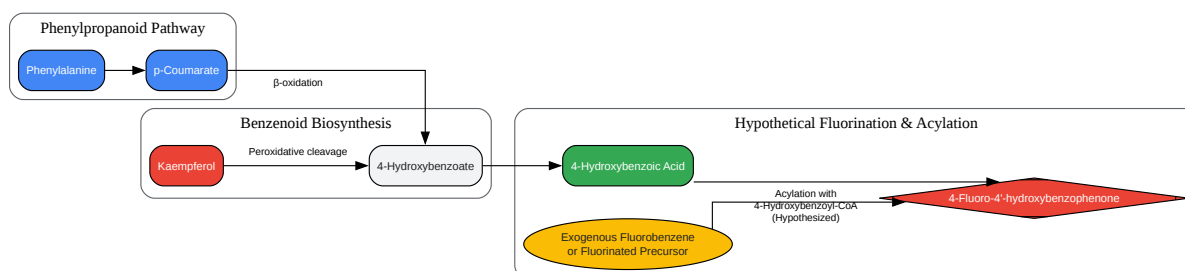 Phenylpropanoid Pathway
Phenylalanine
p-Coumarate
β-oxidation
Benzenoid Biosynthesis
Kaempferol
Peroxidative cleavage
4-Hydroxybenzoate
Hypothetical Fluorination & Acylation
4-Hydroxybenzoic Acid
Acylation with
4-Hydroxybenzoyl-CoA
(Hypothesized)
4-Fluoro-4'-hydroxybenzophenone
Exogenous Fluorobenzene
or Fluorinated Precursor